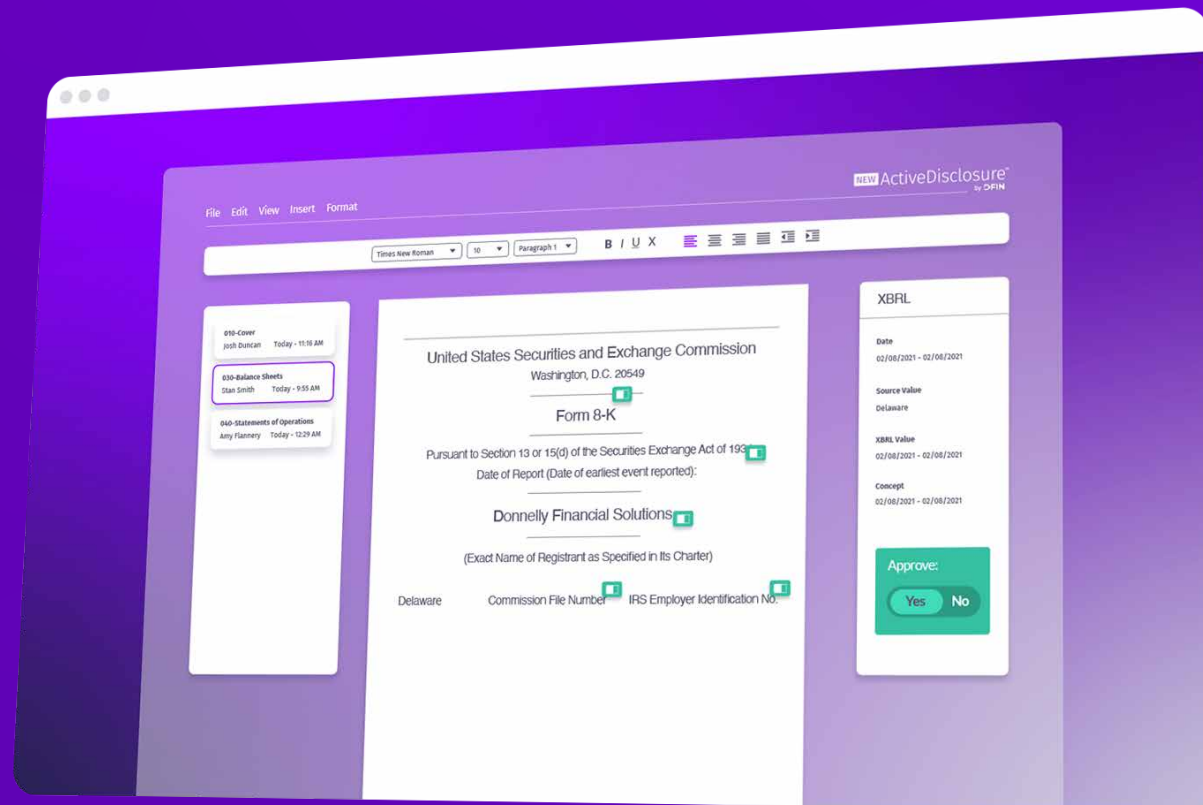 NEW ActiveDisclosure™
by DFIN
File Edit View Insert Format
Times New Roman 10 Paragraph 1 B I U X
010-Cover
Josh Duncan Today - 11:16 AM
030-Balance Sheets
Stan Smith Today - 9:55 AM
040-Statements of Operations
Amy Flannery Today - 12:29 AM
United States Securities and Exchange Commission
Washington, D.C. 20549
Form 8-K
Pursuant to Section 13 or 15(d) of the Securities Exchange Act of 193
Date of Report (Date of earliest event reported):
Donnelly Financial Solutions
(Exact Name of Registrant as Specified in Its Charter)
Delaware Commission File Number IRS Employer Identification No.
XBRL
Date
02/08/2021 - 02/08/2021
Source Value
Delaware
XBRL Value
02/08/2021 - 02/08/2021
Concept
02/08/2021 - 02/08/2021
Approve:
Yes No